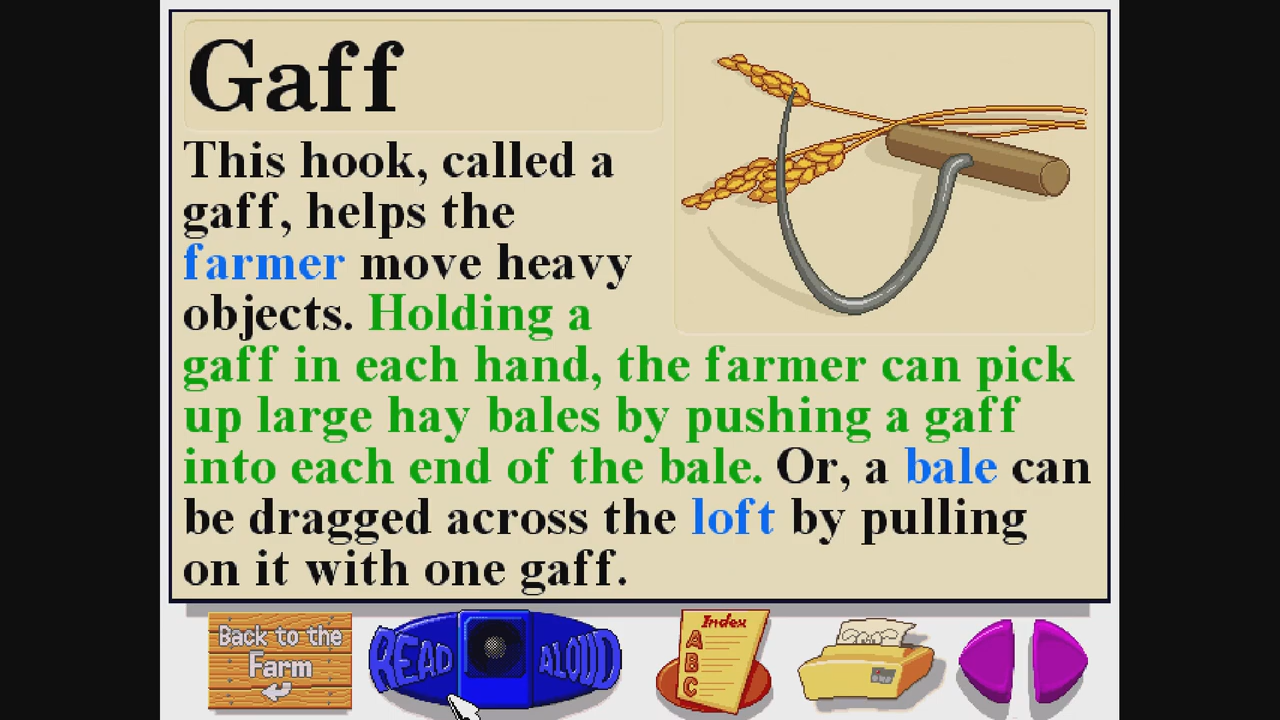 Gaff
This hook, called a
gaff, helps the
farmer move heavy
objects. Holding a
gaff in each hand, the farmer can pick
up large hay bales by pushing a gaff
into each end of the bale. Or, a bale can
be dragged across the loft by pulling
on it with one gaff.
Back to the
Farm
READ ALOUD
Index
A
B
C